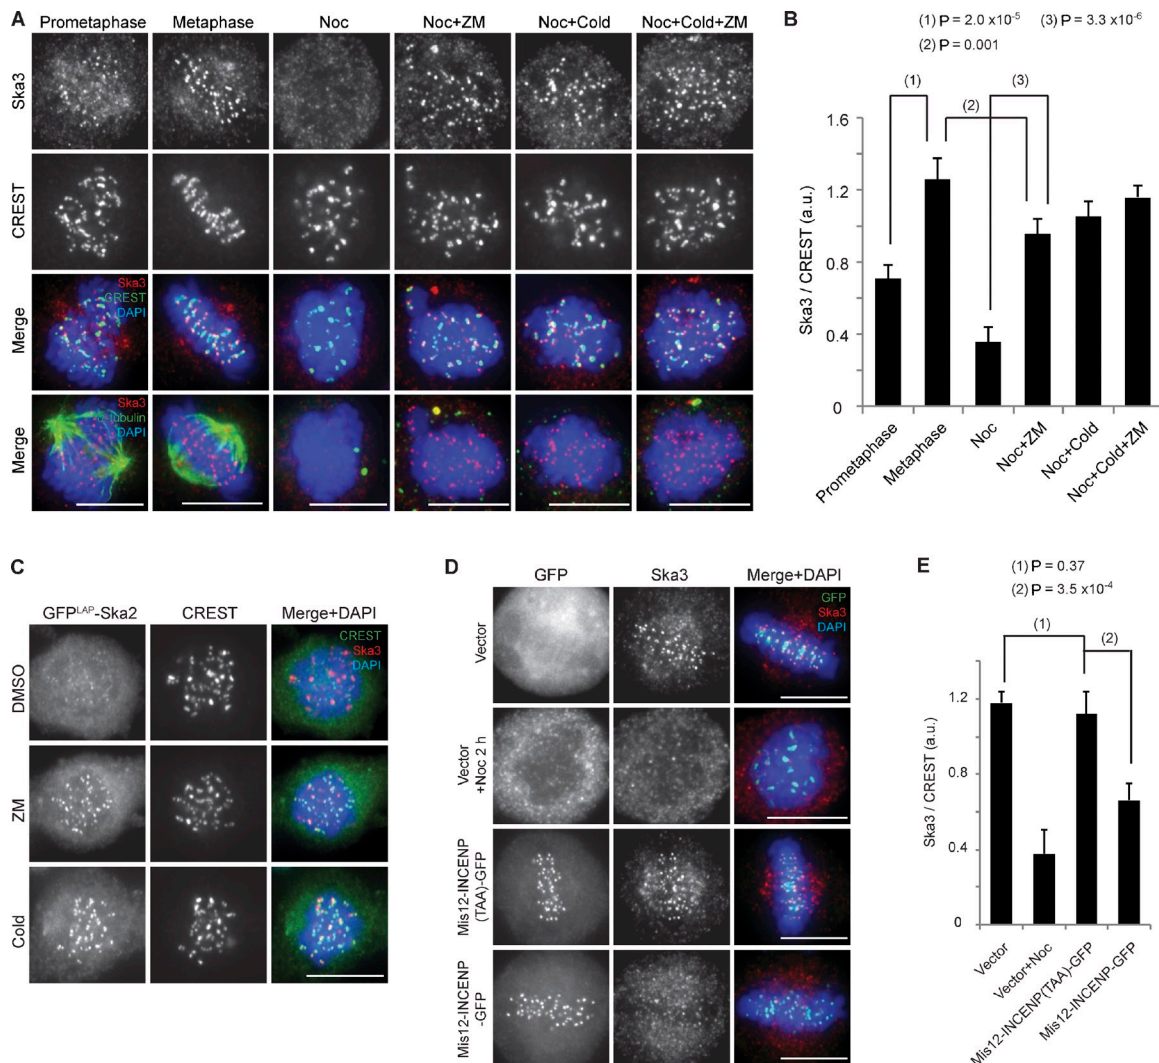 A
Prometaphase Metaphase Noc Noc+ZM Noc+Cold Noc+Cold+ZM
Ska3
CREST
Merge
Ska3
CREST
DAPI
Merge
Ska3
α-tubulin
DAPI
B
(1) P = 2.0 x10-5 (3) P = 3.3 x10-6
(2) P = 0.001
(1) (3)
(2)
Ska3 / CREST (a.u.)
1.6
1.2
0.8
0.4
0
Prometaphase
Metaphase
Noc
Noc+ZM
Noc+Cold
Noc+Cold+ZM
C
GFPLAP-Ska2 CREST Merge+DAPI
CREST
Ska3
DAPI
DMSO
ZM
Cold
D
GFP Ska3 Merge+DAPI
GFP
Ska3
DAPI
Vector
Vector
+Noc 2 h
Mis12-INCENP
(TAA)-GFP
Mis12-INCENP
-GFP
E
(1) P = 0.37
(2) P = 3.5 x10-4
(1)
(2)
Ska3 / CREST (a.u.)
1.2
0.8
0.4
0
Vector
Vector+Noc
Mis12-INCENP(TAA)-GFP
Mis12-INCENP-GFP